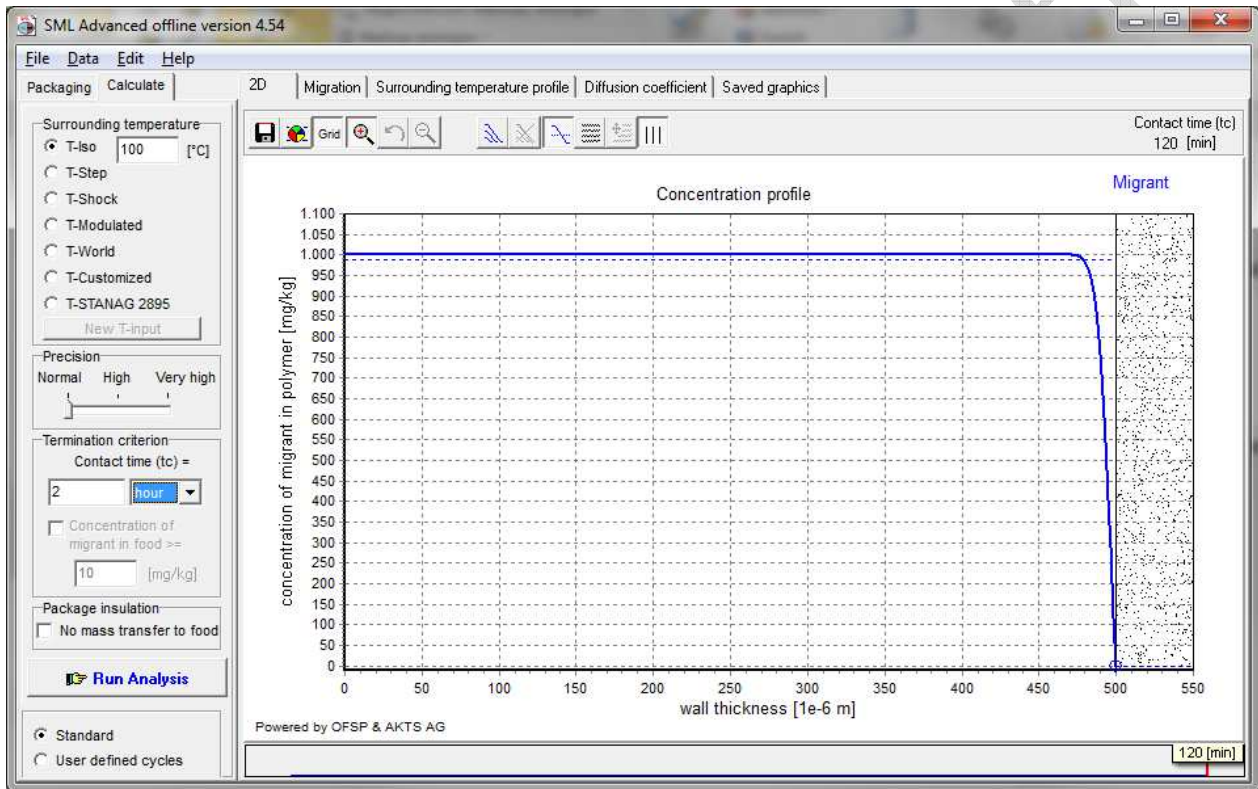 SML Advanced offline version 4.54
File Data Edit Help
Packaging Calculate
2D Migration Surrounding temperature profile Diffusion coefficient Saved graphics
Surrounding temperature
T-Iso 100 [°C]
T-Step
T-Shock
T-Modulated
T-World
T-Customized
T-STANAG 2895
New T-input
Precision
Normal High Very high
Termination criterion
Contact time (tc) =
2 hour
Concentration of
migrant in food >=
10 [mg/kg]
Package insulation
No mass transfer to food
Run Analysis
Standard
User defined cycles
Grid
Contact time (tc)
120 [min]
Migrant
Concentration profile
concentration of migrant in polymer [mg/kg]
1.100
1.050
1.000
950
900
850
800
750
700
650
600
550
500
450
400
350
300
250
200
150
100
50
0
0 50 100 150 200 250 300 350 400 450 500 550
wall thickness [1e-6 m]
Powered by OFSP & AKTS AG
120 [min]